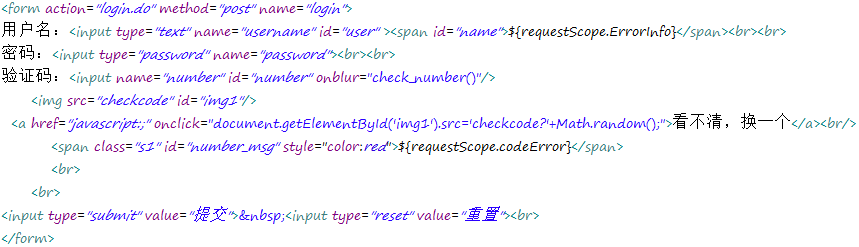 <form action="login.do" method="post" name="login">
用户名：<input type="text" name="username" id="user" ><span id="name">${requestScope.ErrorInfo}</span><br><br>
密码：<input type="password" name="password"><br><br>
验证码：<input name="number" id="number" onblur="check_number()"/>
<img src="checkcode" id="img1"/>
<a href="javascript:;" onclick="document.getElementById('img1').src='checkcode?'+Math.random();">看不清，换一个</a><br/>
<span class="s1" id="number_msg" style="color:red">${requestScope.codeError}</span>
<br>
<br>
<input type="submit" value="提交">&nbsp;<input type="reset" value="重置"><br>
</form>